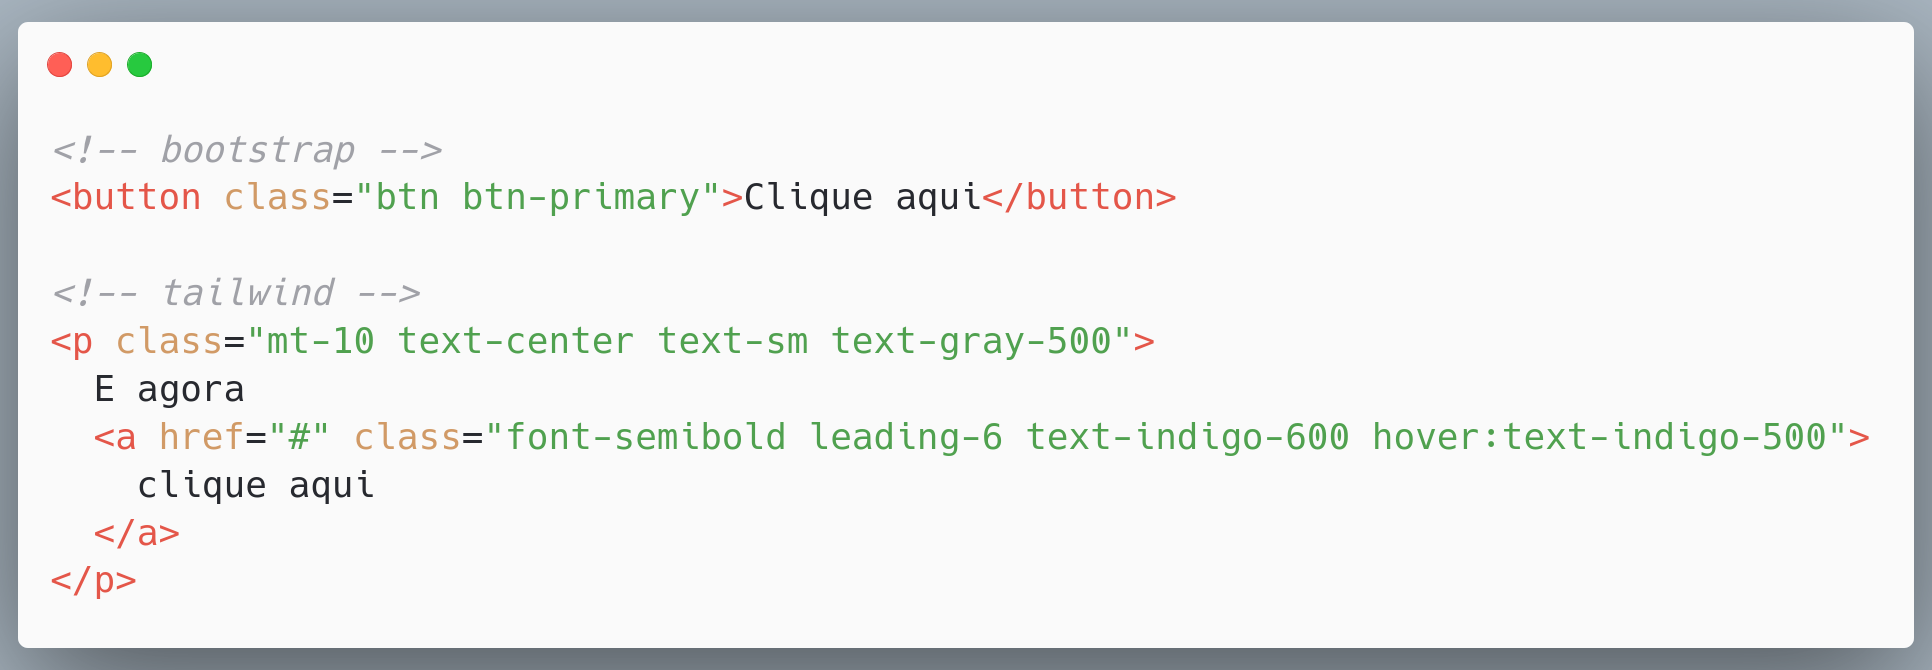 <!-- bootstrap -->
<button class="btn btn-primary">Clique aqui</button>
<!-- tailwind -->
<p class="mt-10 text-center text-sm text-gray-500">
E agora
<a href="#" class="font-semibold leading-6 text-indigo-600 hover:text-indigo-500">
clique aqui
</a>
</p>